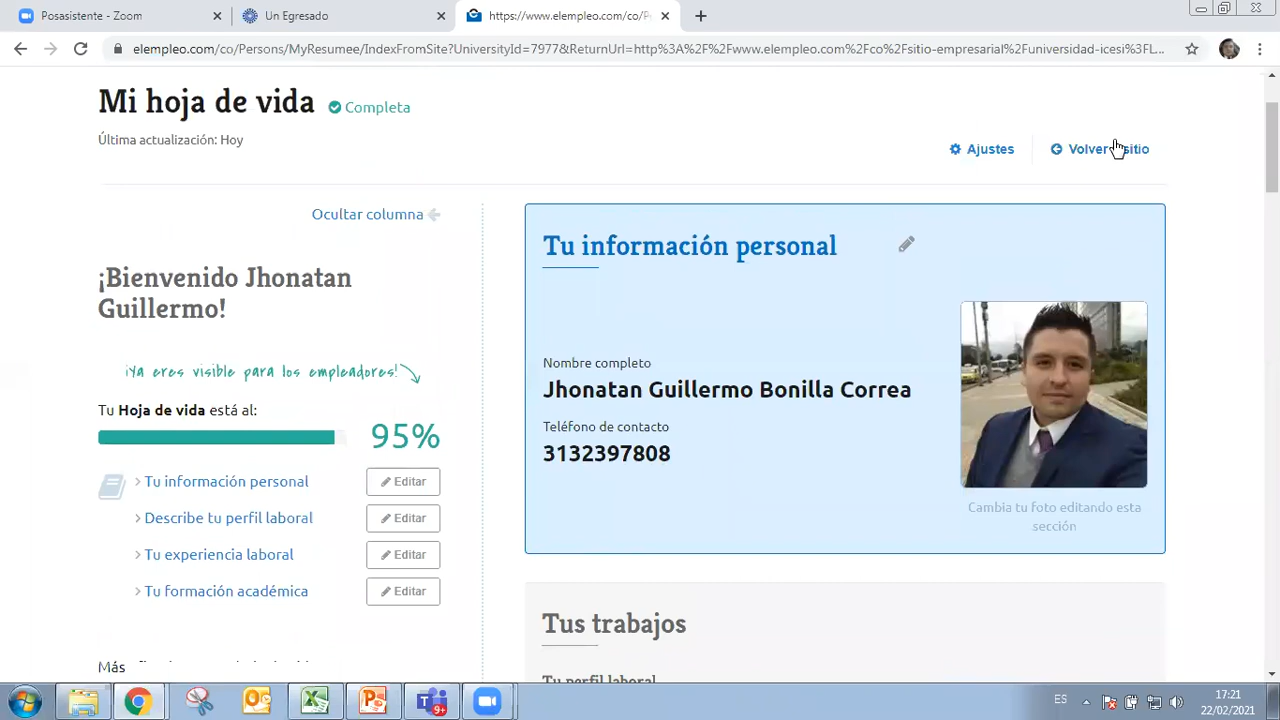 Posasistente - Zoom
Un Egresado
https://www.elempleo.com/co/P
elempleo.com/co/Persons/MyResumee/IndexFromSite?UniversityId=7977&ReturnUrl=http%3A%2F%2Fwww.elempleo.com%2Fco%2Fsitio-empresarial%2Funiversidad-icesi%3FL...
Mi hoja de vida
Completa
Última actualización: Hoy
Ajustes
Volver sitio
Ocultar columna
Tu información personal
¡Bienvenido Jhonatan
Guillermo!
¡Ya eres visible para los empleadores!
Nombre completo
Jhonatan Guillermo Bonilla Correa
Tu Hoja de vida está al:
95%
Teléfono de contacto
3132397808
Tu información personal
Editar
Describe tu perfil laboral
Editar
Tu experiencia laboral
Editar
Tu formación académica
Editar
Cambia tu foto editando esta
sección
Tus trabajos
Más
Tu perfil laboral
9+
ES
17:21
22/02/2021